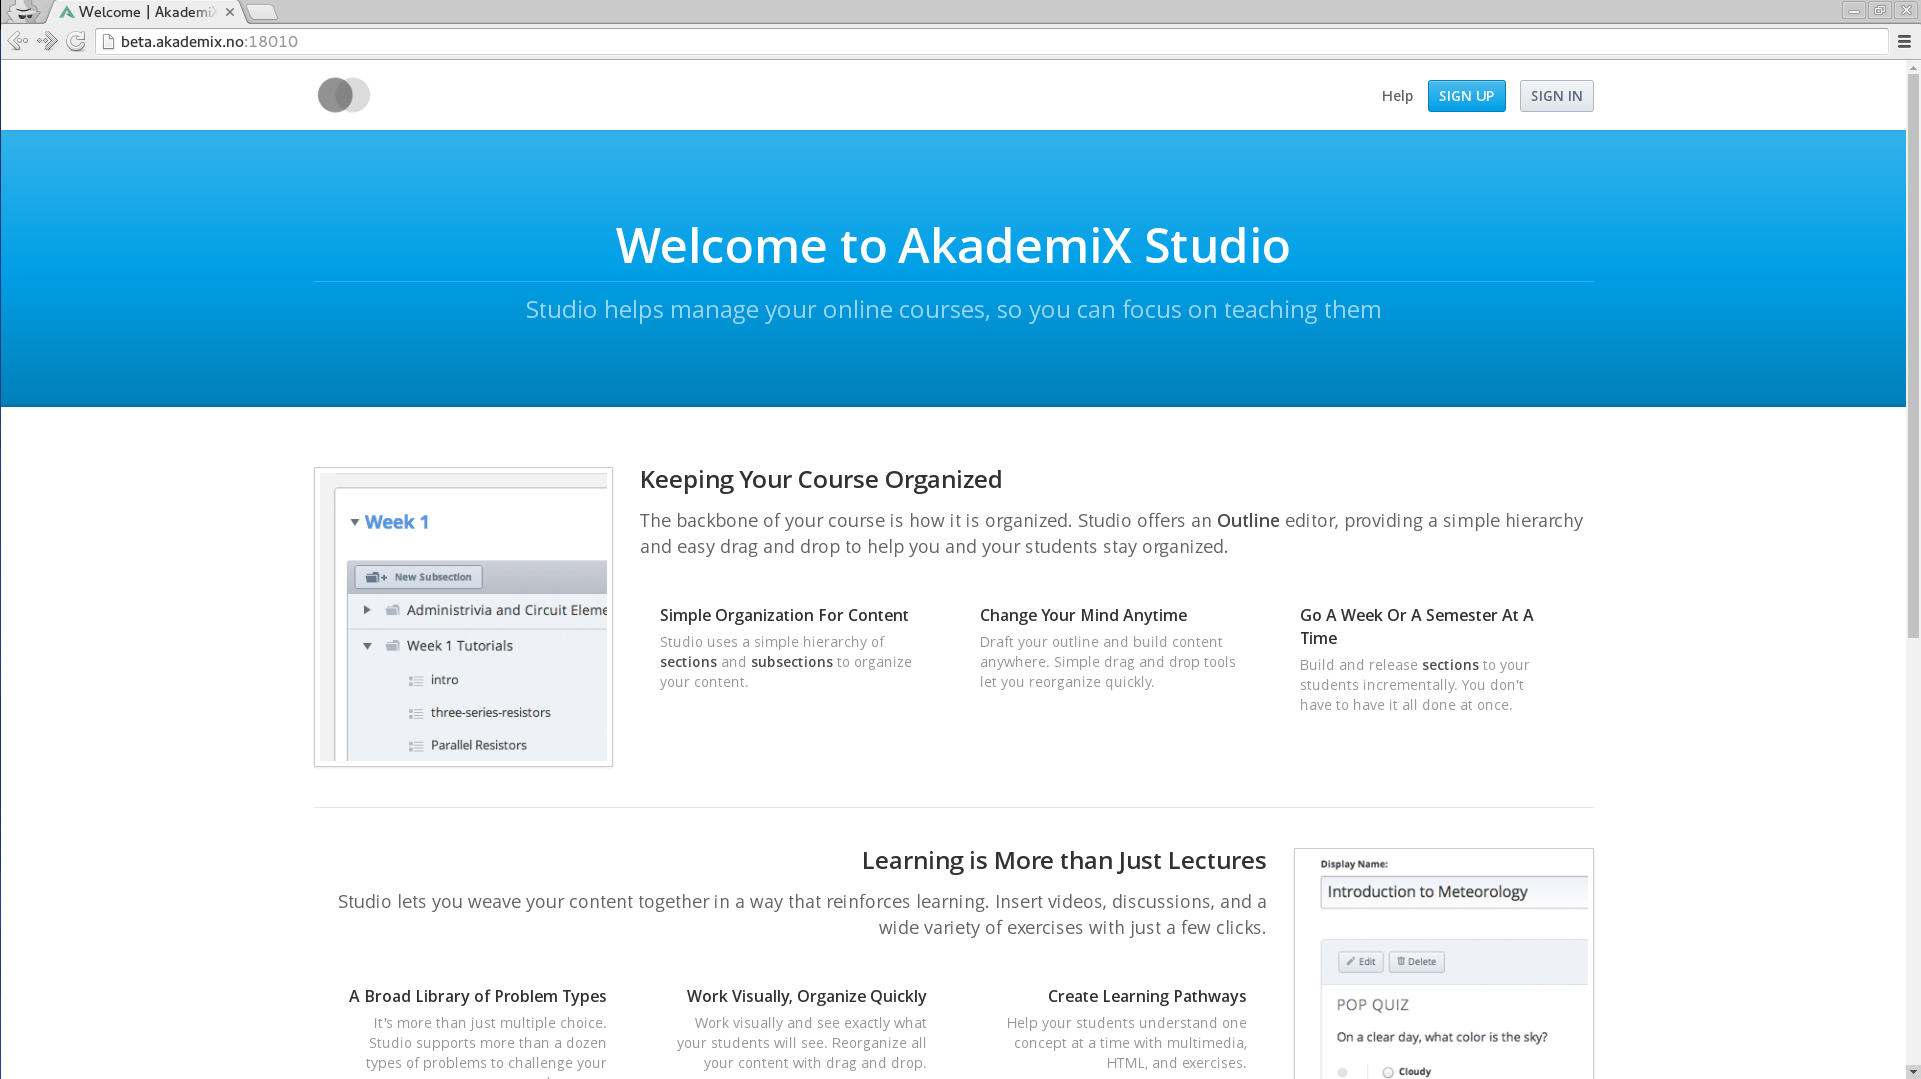 Welcome | Akademi
beta.akademix.no:18010
Help
SIGN UP
SIGN IN
Welcome to AkademiX Studio
Studio helps manage your online courses, so you can focus on teaching them
Week 1
New Subsection
Administrivia and Circuit Eleme
Week 1 Tutorials
intro
three-series-resistors
Parallel Resistors
Keeping Your Course Organized
The backbone of your course is how it is organized. Studio offers an Outline editor, providing a simple hierarchy
and easy drag and drop to help you and your students stay organized.
Simple Organization For Content
Studio uses a simple hierarchy of
sections and subsections to organize
your content.
Change Your Mind Anytime
Draft your outline and build content
anywhere. Simple drag and drop tools
let you reorganize quickly.
Go A Week Or A Semester At A
Time
Build and release sections to your
students incrementally. You don't
have to have it all done at once.
Learning is More than Just Lectures
Studio lets you weave your content together in a way that reinforces learning. Insert videos, discussions, and a
wide variety of exercises with just a few clicks.
A Broad Library of Problem Types
It's more than just multiple choice.
Studio supports more than a dozen
types of problems to challenge your
Work Visually, Organize Quickly
Work visually and see exactly what
your students will see. Reorganize all
your content with drag and drop.
Create Learning Pathways
Help your students understand one
concept at a time with multimedia,
HTML, and exercises.
Display Name:
Introduction to Meteorology
Edit
Delete
POP QUIZ
On a clear day, what color is the sky?
Cloudy